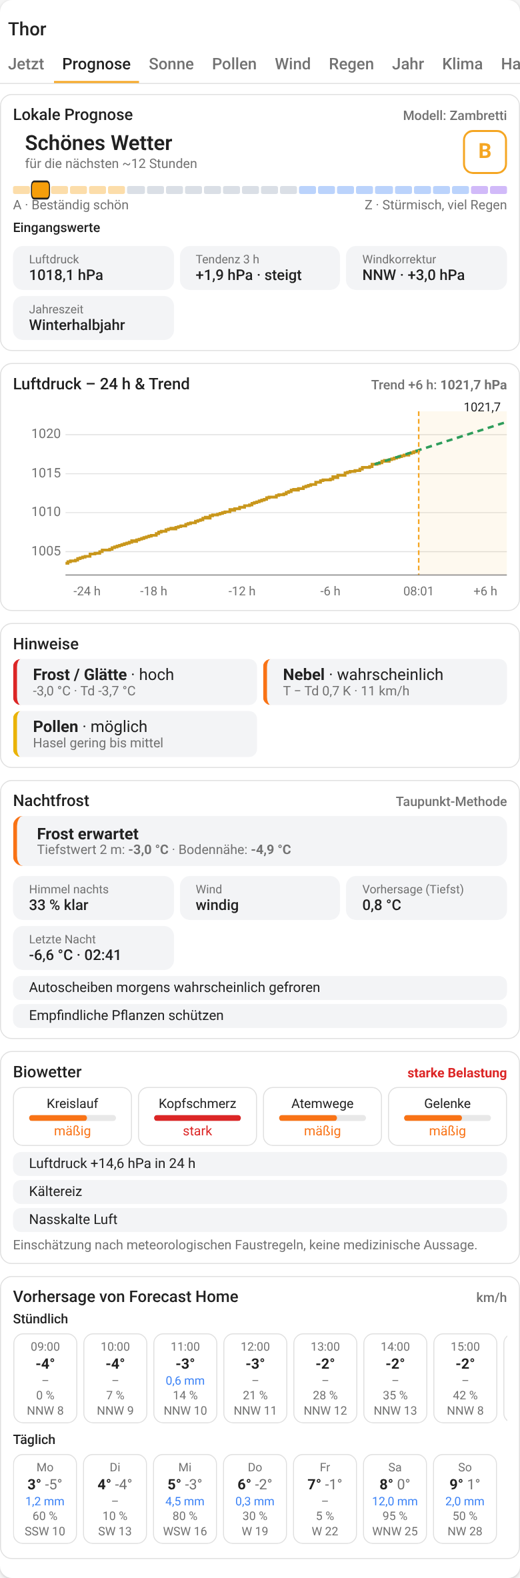 Thor
Jetzt Prognose Sonne Pollen Wind Regen Jahr Klima Ha
Lokale Prognose Modell: Zambretti
Schönes Wetter
für die nächsten ~12 Stunden
B
A · Beständig schön Z · Stürmisch, viel Regen
Eingangswerte
Luftdruck Tendenz 3 h Windkorrektur
1018,1 hPa +1,9 hPa · steigt NNW · +3,0 hPa
Jahreszeit
Winterhalbjahr
Luftdruck – 24 h & Trend Trend +6 h: 1021,7 hPa
1021,7
1020
1015
1010
1005
-24 h -18 h -12 h -6 h 08:01 +6 h
Hinweise
Frost / Glätte · hoch Nebel · wahrscheinlich
-3,0 °C · Td -3,7 °C T − Td 0,7 K · 11 km/h
Pollen · möglich
Hasel gering bis mittel
Nachtfrost Taupunkt-Methode
Frost erwartet
Tiefstwert 2 m: -3,0 °C · Bodennähe: -4,9 °C
Himmel nachts Wind Vorhersage (Tiefst)
33 % klar windig 0,8 °C
Letzte Nacht
-6,6 °C · 02:41
Autoscheiben morgens wahrscheinlich gefroren
Empfindliche Pflanzen schützen
Biowetter starke Belastung
Kreislauf Kopfschmerz Atemwege Gelenke
mäßig stark mäßig mäßig
Luftdruck +14,6 hPa in 24 h
Kältereiz
Nasskalte Luft
Einschätzung nach meteorologischen Faustregeln, keine medizinische Aussage.
Vorhersage von Forecast Home km/h
Stündlich
09:00 10:00 11:00 12:00 13:00 14:00 15:00
-4° -4° -3° -3° -2° -2° -2°
– – 0,6 mm – – – –
0 % 7 % 14 % 21 % 28 % 35 % 42 %
NNW 8 NNW 9 NNW 10 NNW 11 NNW 12 NNW 13 NNW 8
Täglich
Mo Di Mi Do Fr Sa So
3° -5° 4° -4° 5° -3° 6° -2° 7° -1° 8° 0° 9° 1°
1,2 mm – 4,5 mm 0,3 mm – 12,0 mm 2,0 mm
60 % 10 % 80 % 30 % 5 % 95 % 50 %
SSW 10 SW 13 WSW 16 W 19 W 22 WNW 25 NW 28